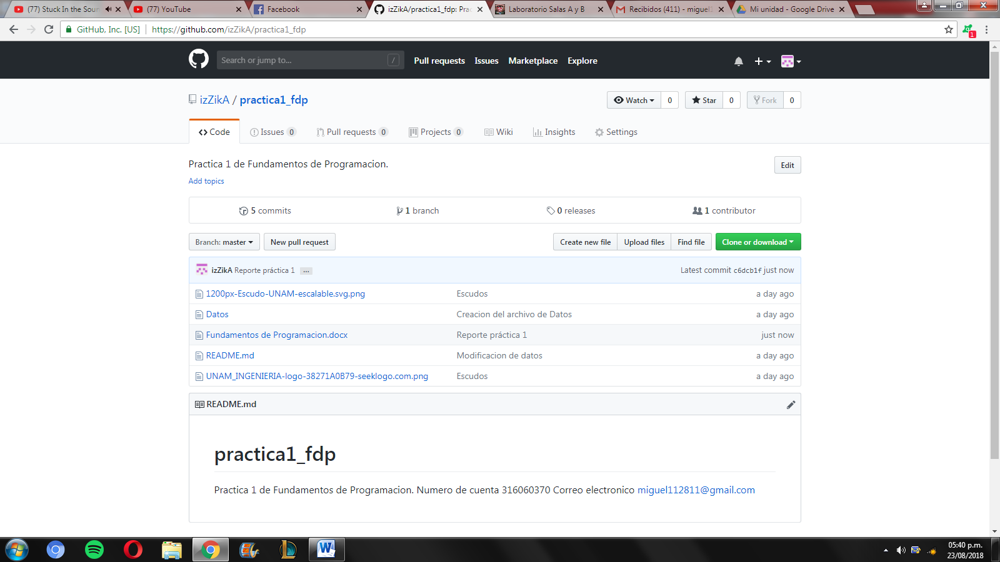 (77) Stuck In the Soun
(77) YouTube
Facebook
izZikA/practica1_fdp: Prac
Laboratorio Salas A y B
Recibidos (411) - miguel1
Mi unidad - Google Drive
GitHub, Inc. [US]
https://github.com/izZikA/practica1_fdp
1
Search or jump to...
/
Pull requests
Issues
Marketplace
Explore
izZikA / practica1_fdp
Watch 0
Star 0
Fork 0
Code
Issues 0
Pull requests 0
Projects 0
Wiki
Insights
Settings
Practica 1 de Fundamentos de Programacion.
Edit
Add topics
5 commits
1 branch
0 releases
1 contributor
Branch: master
New pull request
Create new file
Upload files
Find file
Clone or download
izZikA Reporte práctica 1 ...
Latest commit c6dcb1f just now
1200px-Escudo-UNAM-escalable.svg.png Escudos a day ago
Datos Creacion del archivo de Datos a day ago
Fundamentos de Programacion.docx Reporte práctica 1 just now
README.md Modificacion de datos a day ago
UNAM_INGENIERIA-logo-38271A0B79-seeklogo.com.png Escudos a day ago
README.md
practica1_fdp
Practica 1 de Fundamentos de Programacion. Numero de cuenta 316060370 Correo electronico miguel112811@gmail.com
05:40 p.m.
23/08/2018